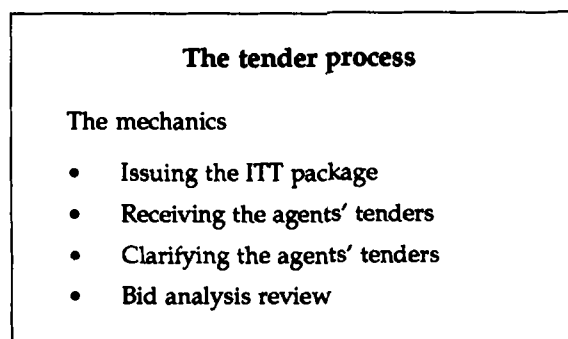 The tender process
The mechanics
• Issuing the ITT package
• Receiving the agents' tenders
• Clarifying the agents' tenders
• Bid analysis review